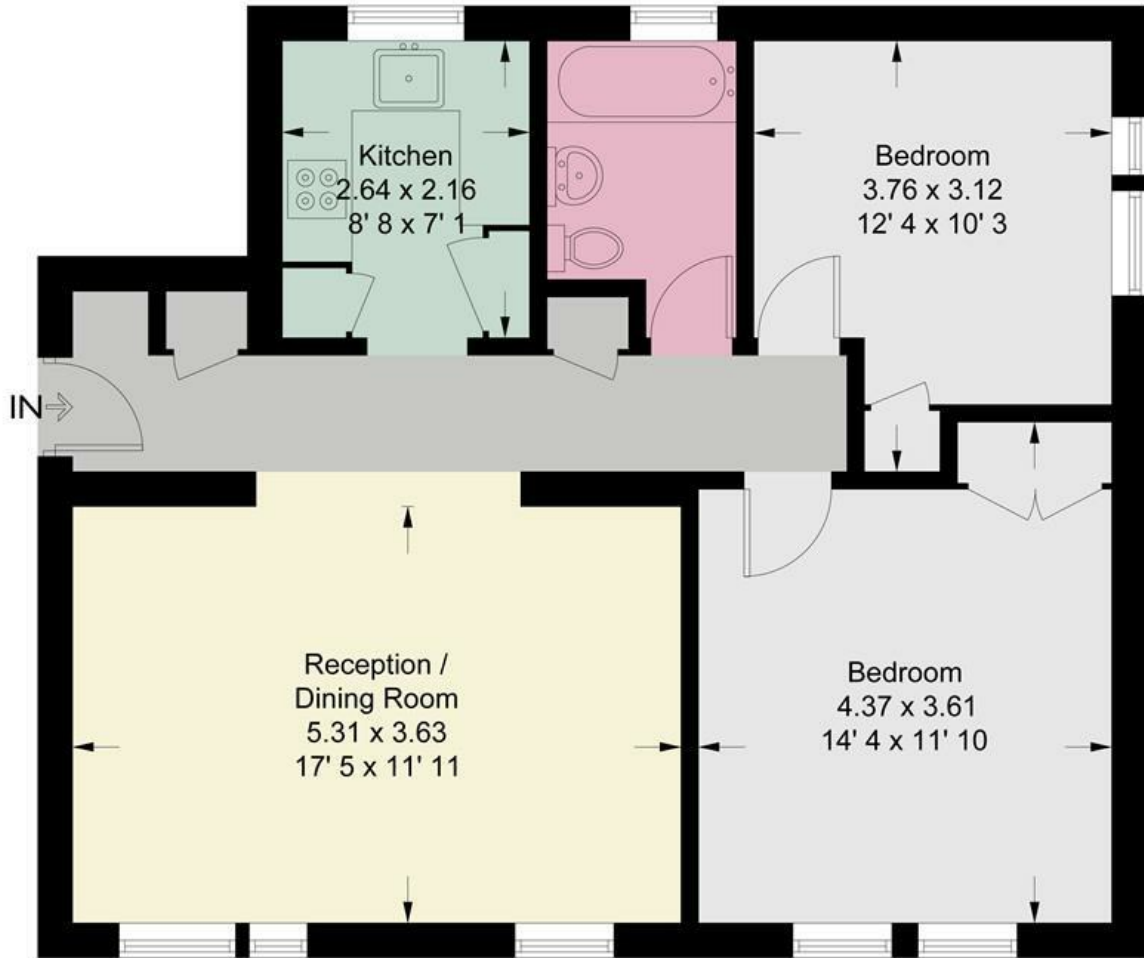 Kitchen
2.64 x 2.16
8' 8 x 7' 1
Bedroom
3.76 x 3.12
12' 4 x 10' 3
IN
Reception /
Dining Room
5.31 x 3.63
17' 5 x 11' 11
Bedroom
4.37 x 3.61
14' 4 x 11' 10